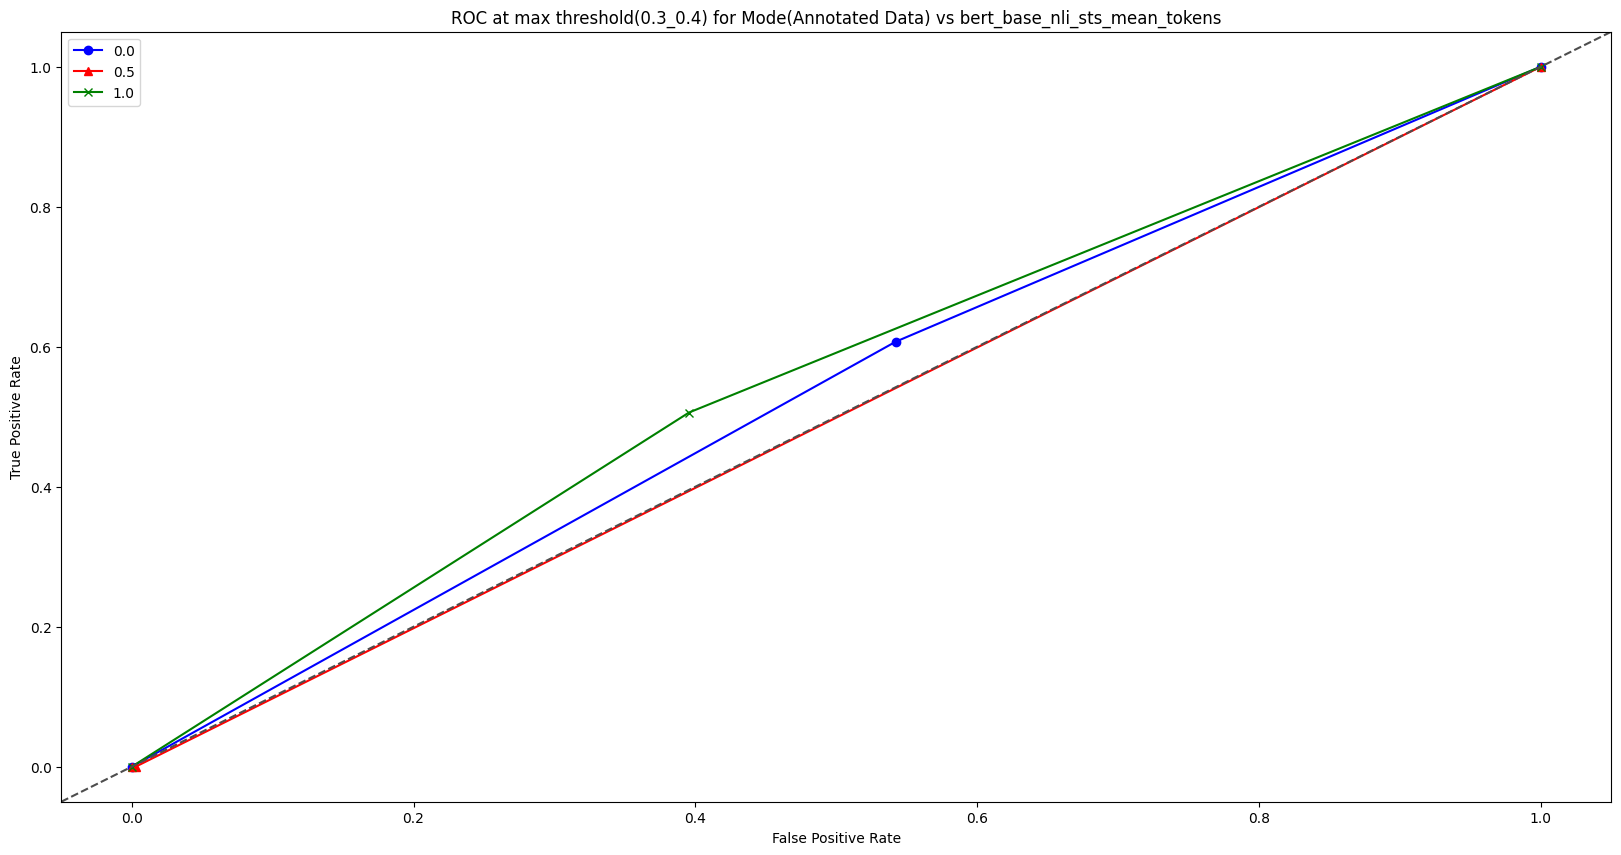 ROC at max threshold(0.3_0.4) for Mode(Annotated Data) vs bert_base_nli_sts_mean_tokens
0.0
0.5
1.0
True Positive Rate
1.0
0.8
0.6
0.4
0.2
0.0
0.0 0.2 0.4 0.6 0.8 1.0
False Positive Rate